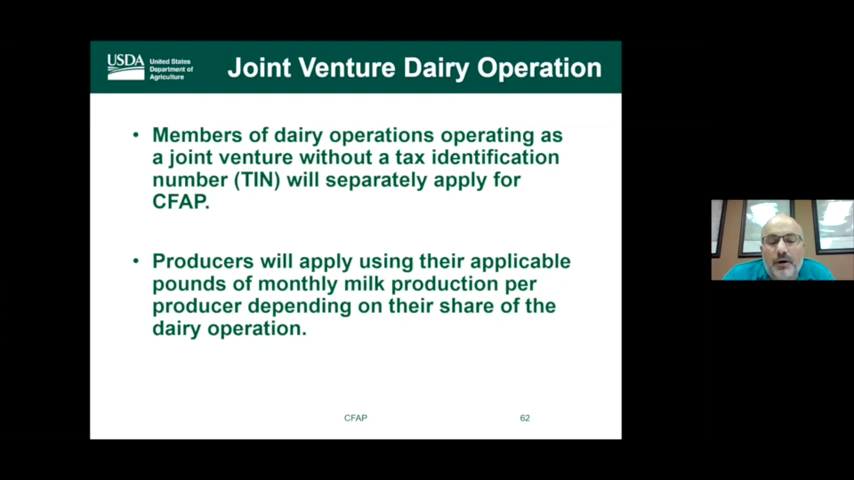 USDA
United States
Department of
Agriculture
Joint Venture Dairy Operation
• Members of dairy operations operating as
a joint venture without a tax identification
number (TIN) will separately apply for
CFAP.
• Producers will apply using their applicable
pounds of monthly milk production per
producer depending on their share of the
dairy operation.
CFAP
62